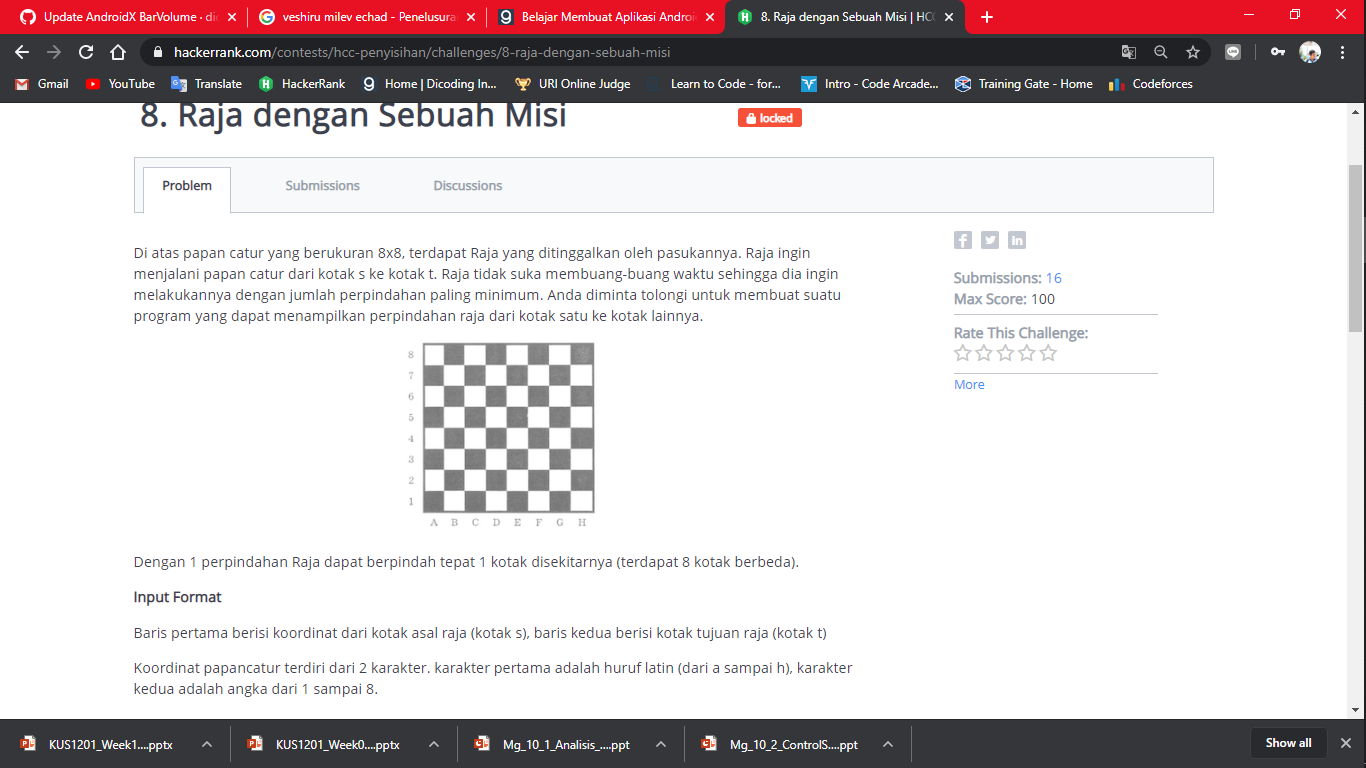 Update AndroidX BarVolume · dic
veshiru milev echad - Penelusura
Belajar Membuat Aplikasi Androi
8. Raja dengan Sebuah Misi | HCC
hackerrank.com/contests/hcc-penyisihan/challenges/8-raja-dengan-sebuah-misi
Gmail YouTube Translate HackerRank Home | Dicoding In... URI Online Judge Learn to Code - for... Intro - Code Arcade... Training Gate - Home Codeforces
8. Raja dengan Sebuah Misi
locked
Problem Submissions Discussions
Di atas papan catur yang berukuran 8x8, terdapat Raja yang ditinggalkan oleh pasukannya. Raja ingin
menjalani papan catur dari kotak s ke kotak t. Raja tidak suka membuang-buang waktu sehingga dia ingin
melakukannya dengan jumlah perpindahan paling minimum. Anda diminta tolongi untuk membuat suatu
program yang dapat menampilkan perpindahan raja dari kotak satu ke kotak lainnya.
8
7
6
5
4
3
2
1
A B C D E F G H
Dengan 1 perpindahan Raja dapat berpindah tepat 1 kotak disekitarnya (terdapat 8 kotak berbeda).
Input Format
Baris pertama berisi koordinat dari kotak asal raja (kotak s), baris kedua berisi kotak tujuan raja (kotak t)
Koordinat papancatur terdiri dari 2 karakter. karakter pertama adalah huruf latin (dari a sampai h), karakter
kedua adalah angka dari 1 sampai 8.
Submissions: 16
Max Score: 100
Rate This Challenge:
More
KUS1201_Week1....pptx
KUS1201_Week0....pptx
Mg_10_1_Analisis_....ppt
Mg_10_2_ControlS....ppt
Show all